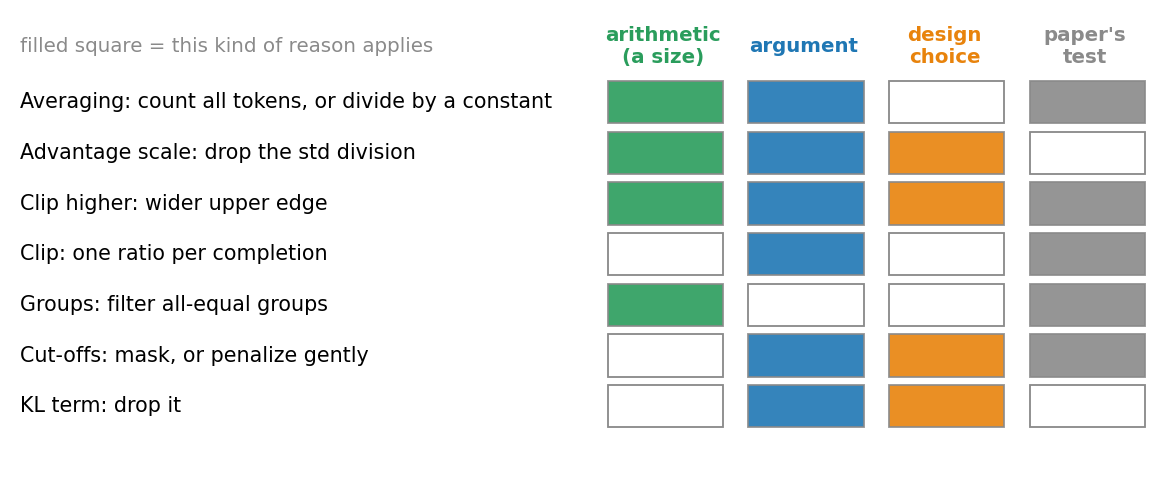 filled square = this kind of reason applies
arithmetic
(a size)
argument
design
choice
paper's
test
Averaging: count all tokens, or divide by a constant
Advantage scale: drop the std division
Clip higher: wider upper edge
Clip: one ratio per completion
Groups: filter all-equal groups
Cut-offs: mask, or penalize gently
KL term: drop it